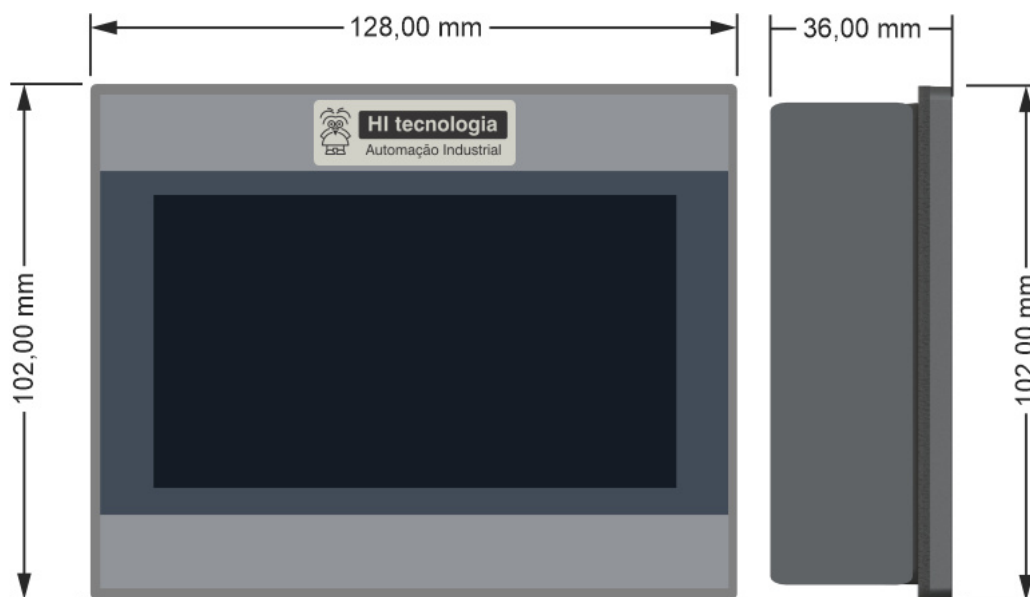 128,00 mm
36,00 mm
HI tecnologia
Automação Industrial
102,00 mm
102,00 mm